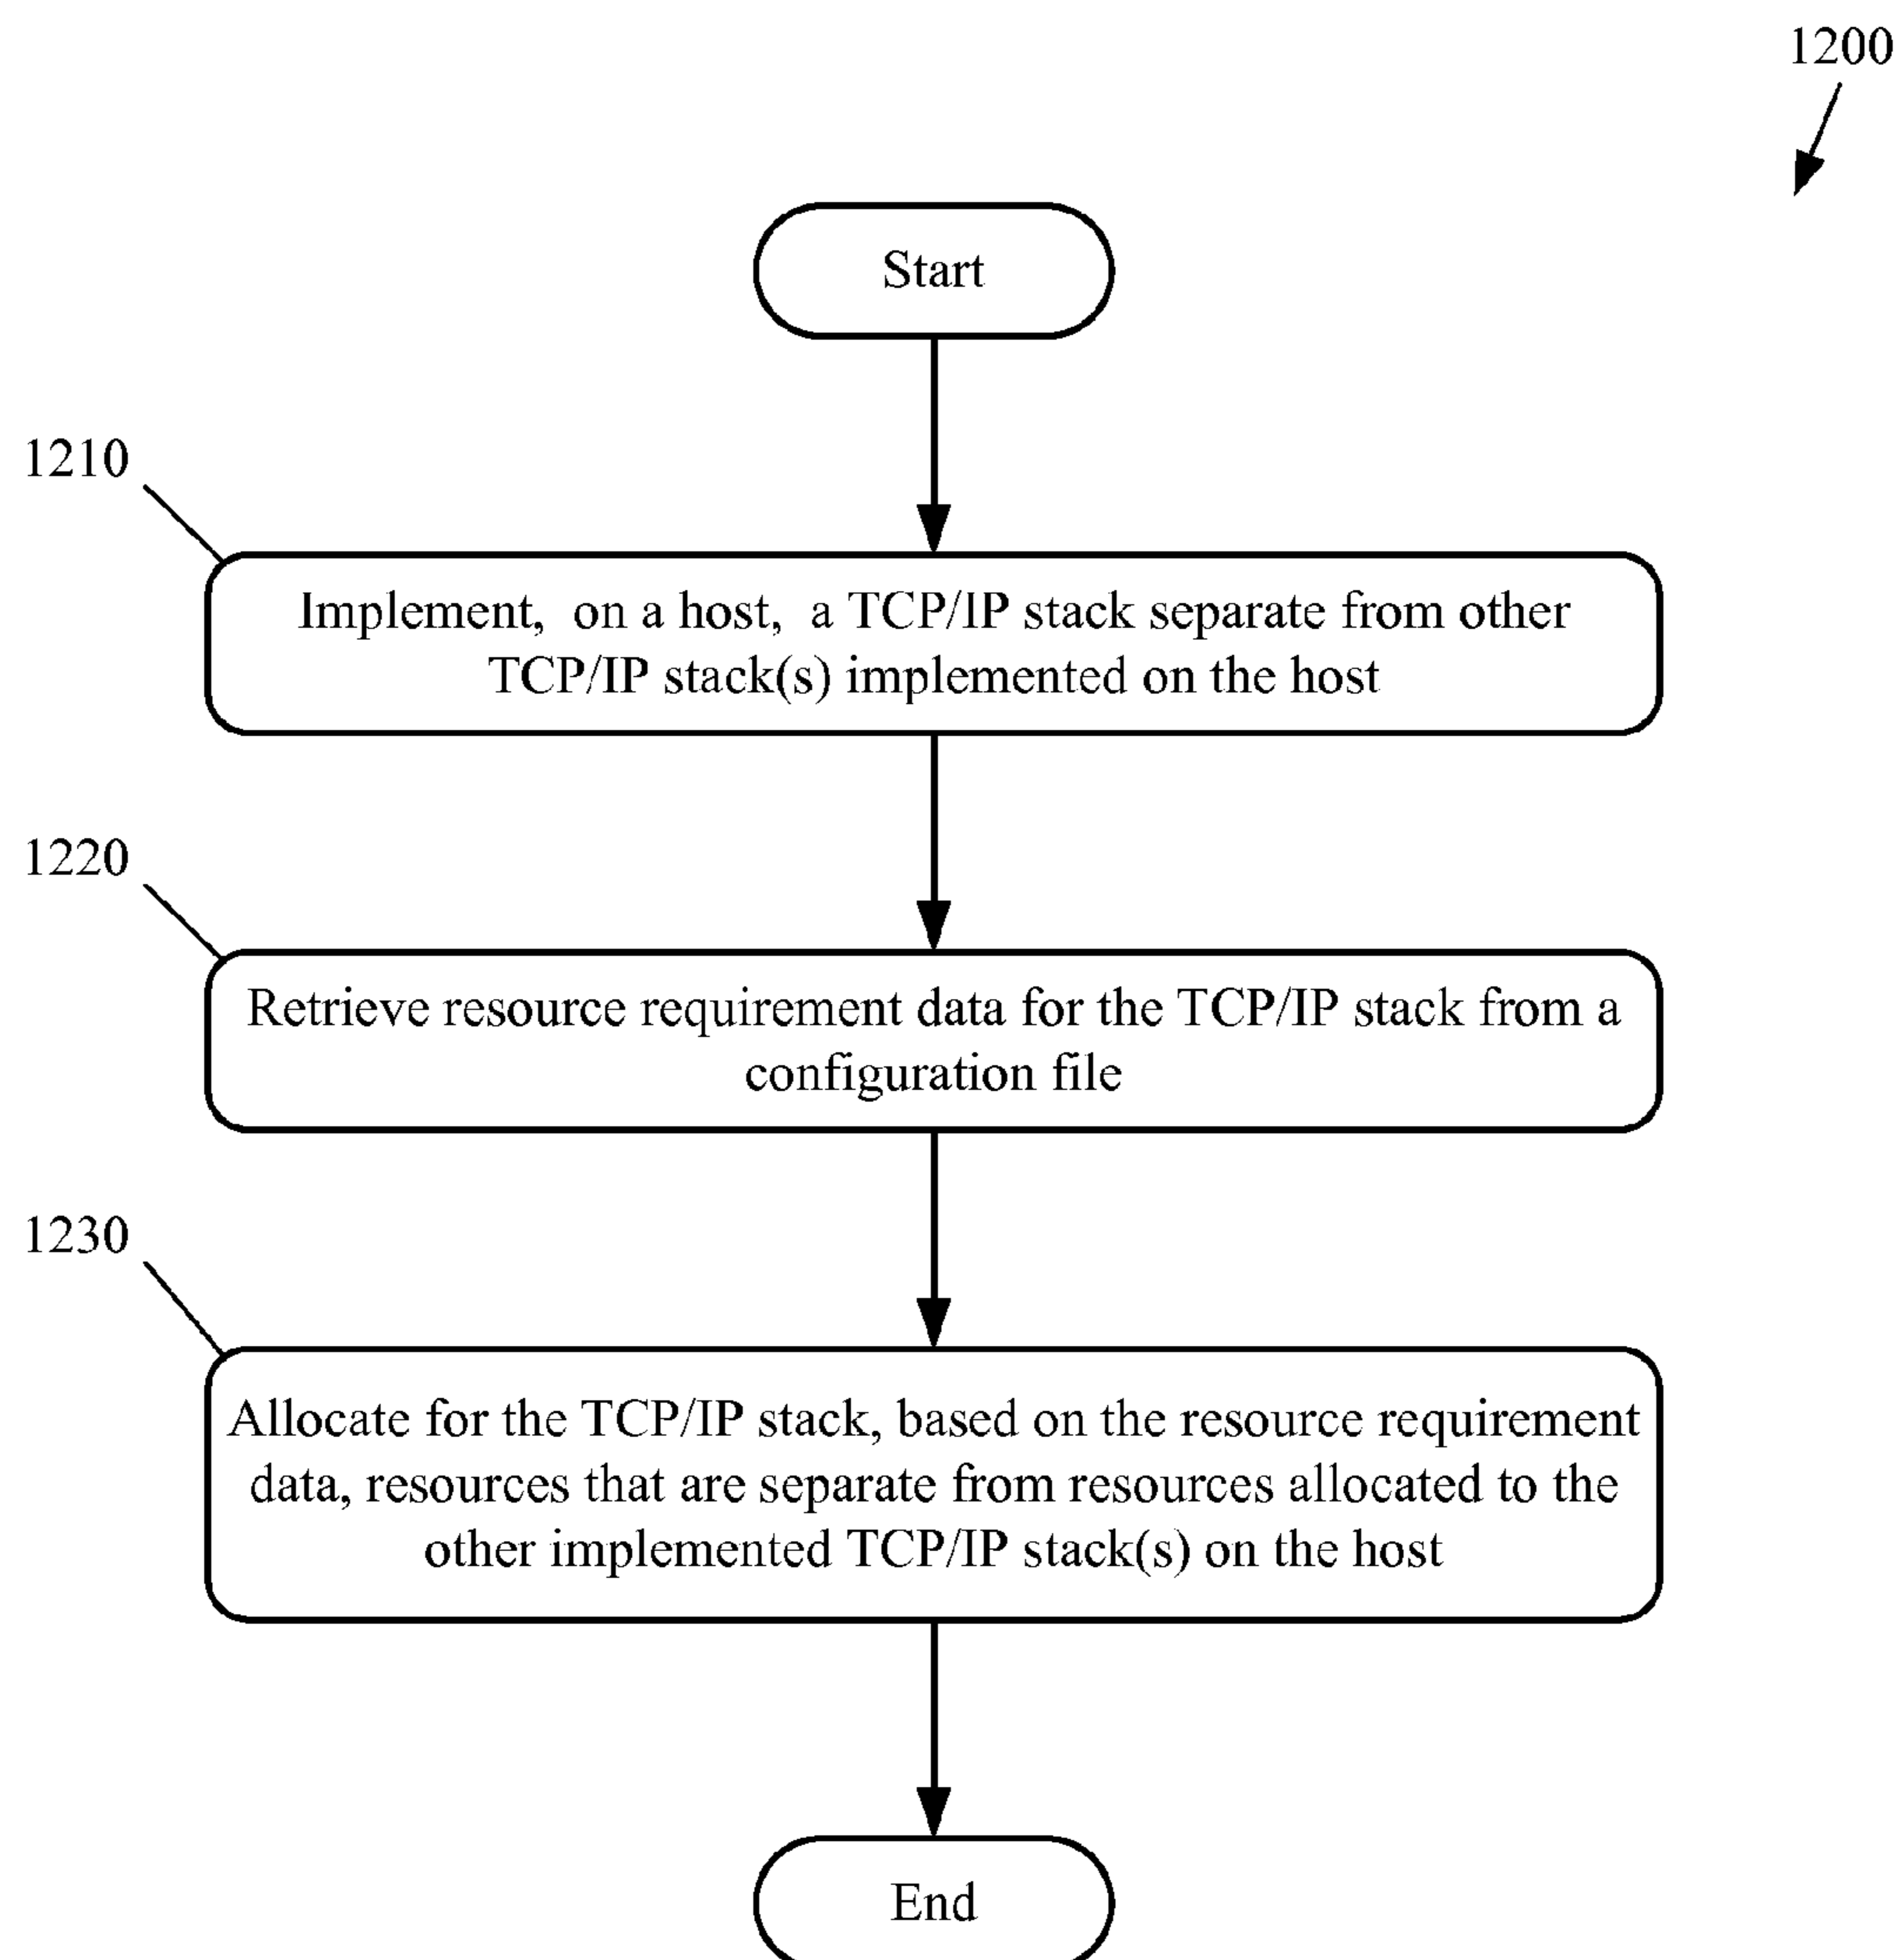 1200
Start
1210
Implement, on a host, a TCP/IP stack separate from other
TCP/IP stack(s) implemented on the host
1220
Retrieve resource requirement data for the TCP/IP stack from a
configuration file
1230
Allocate for the TCP/IP stack, based on the resource requirement
data, resources that are separate from resources allocated to the
other implemented TCP/IP stack(s) on the host
End